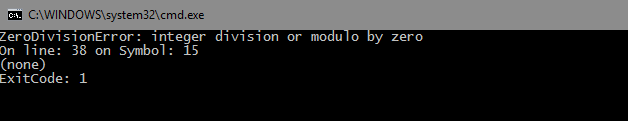 C:\WINDOWS\system32\cmd.exe
ZeroDivisionError: integer division or modulo by zero
On line: 38 on Symbol: 15
(none)
ExitCode: 1